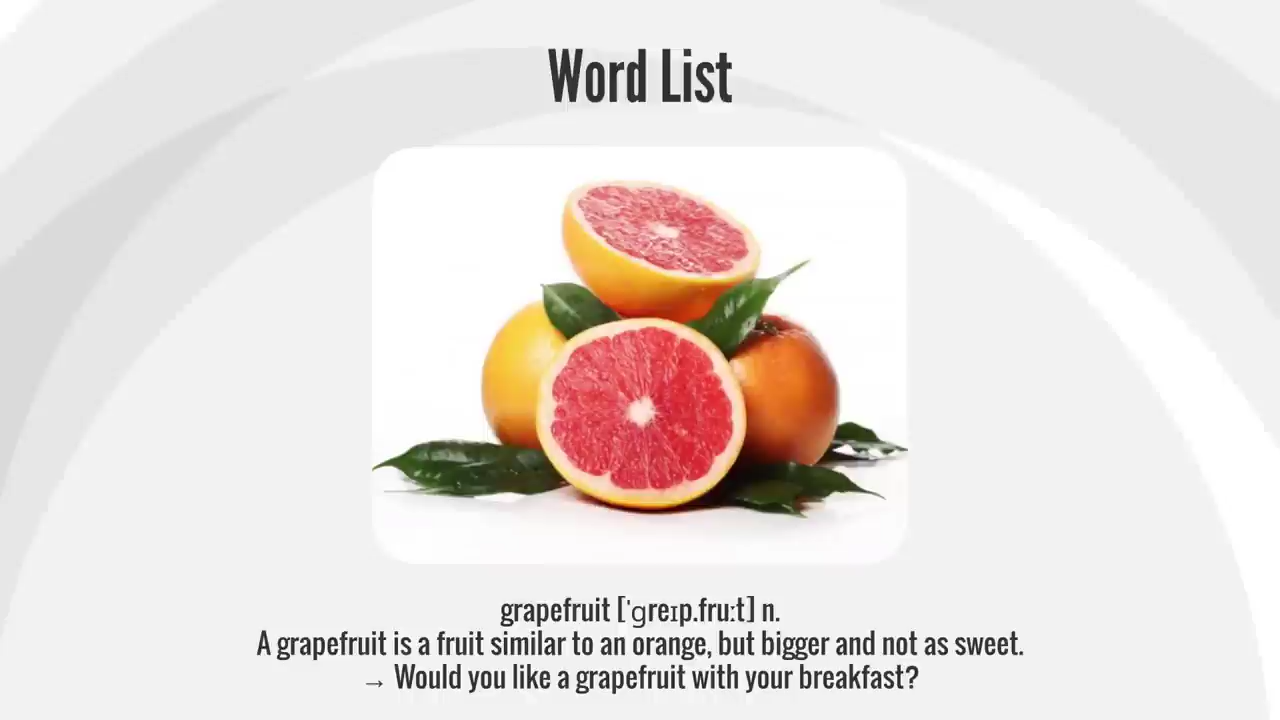 Word List
grapefruit [ˈɡreɪp.fruːt] n.
A grapefruit is a fruit similar to an orange, but bigger and not as sweet.
→ Would you like a grapefruit with your breakfast?